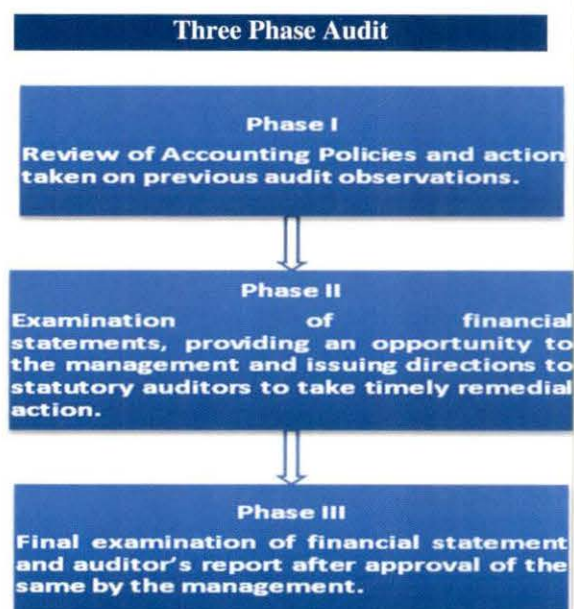 Three Phase Audit
Phase I
Review of Accounting Policies and action
taken on previous audit observations.
Phase II
Examination of financial
statements, providing an opportunity to
the management and issuing directions to
statutory auditors to take timely remedial
action.
Phase III
Final examination of financial statement
and auditor's report after approval of the
same by the management.